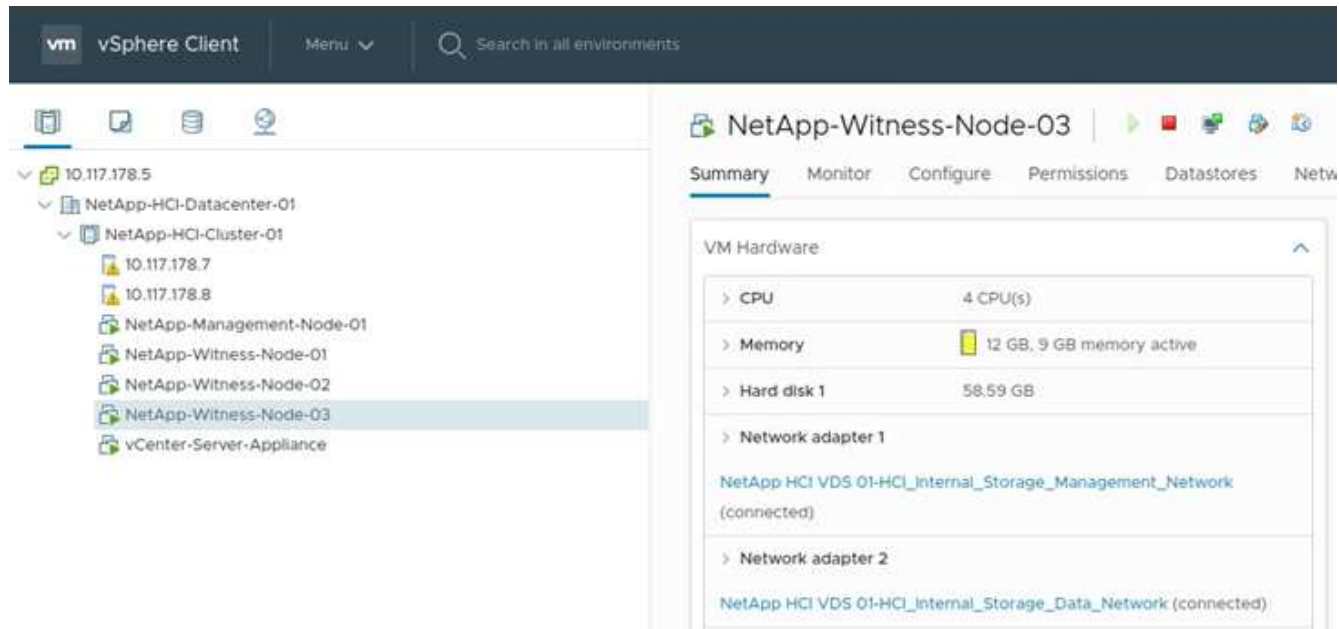 vm vSphere Client Menu Search in all environments
10.117.178.5
NetApp-HCI-Datacenter-01
NetApp-HCI-Cluster-01
10.117.178.7
10.117.178.8
NetApp-Management-Node-01
NetApp-Witness-Node-01
NetApp-Witness-Node-02
NetApp-Witness-Node-03
vCenter-Server-Appliance
NetApp-Witness-Node-03
Summary Monitor Configure Permissions Datastores Netw
VM Hardware
CPU 4 CPU(s)
Memory 12 GB, 9 GB memory active
Hard disk 1 58.59 GB
Network adapter 1
NetApp HCI VDS 01-HCI_Internal_Storage_Management_Network
(connected)
Network adapter 2
NetApp HCI VDS 01-HCI_Internal_Storage_Data_Network (connected)